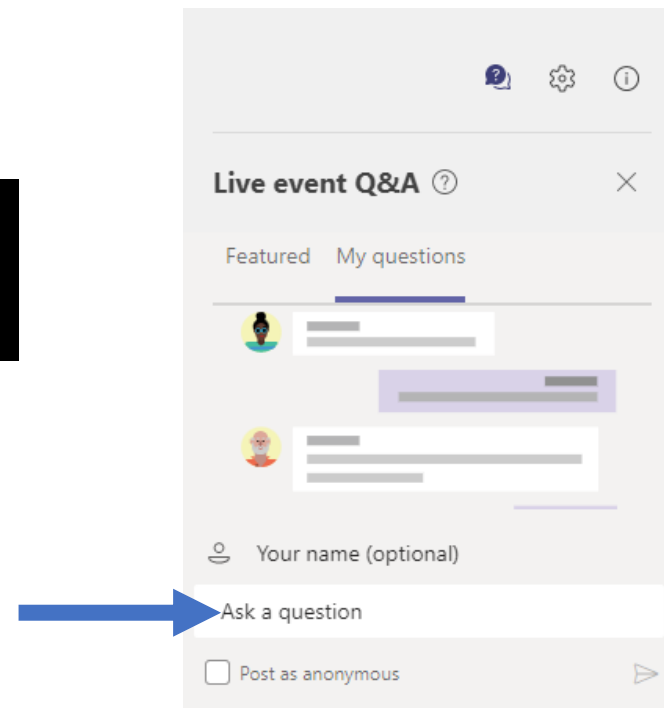 Live event Q&A
Featured My questions
Your name (optional)
Ask a question
Post as anonymous